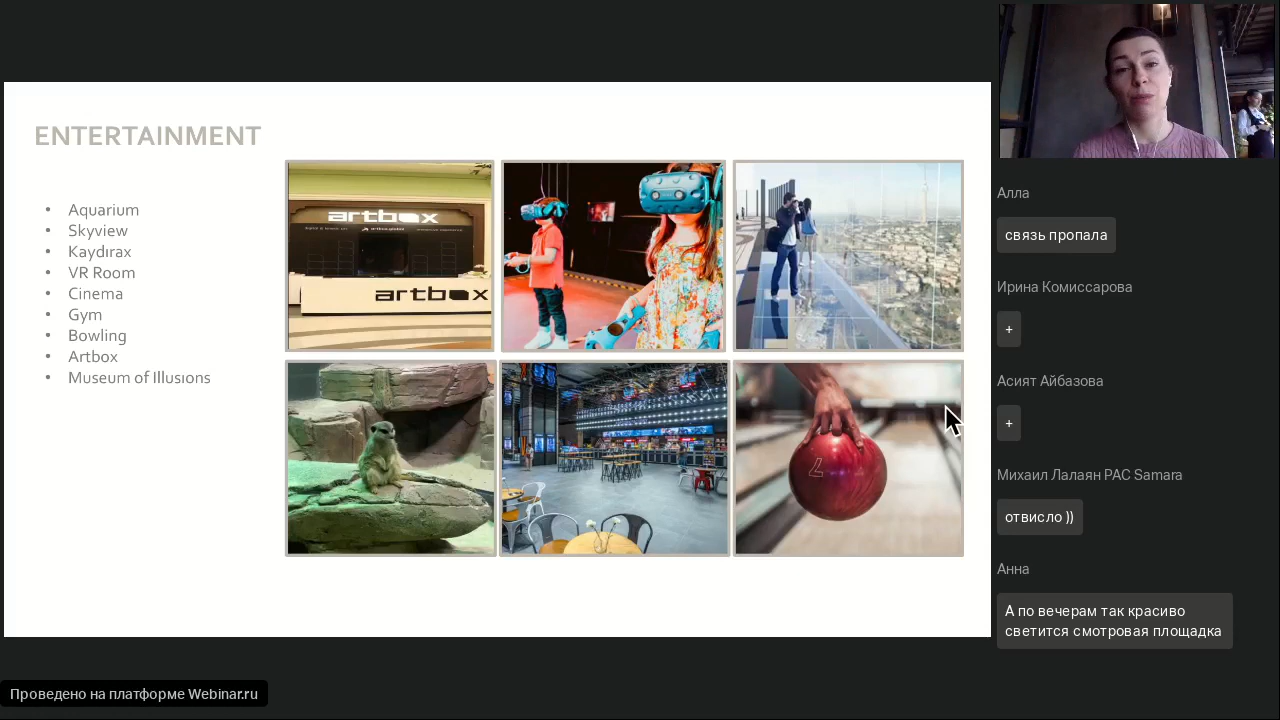 ENTERTAINMENT
• Aquarium
• Skyview
• Kaydırax
• VR Room
• Cinema
• Gym
• Bowling
• Artbox
• Museum of Illusıons
artbox
artbox
Алла
связь пропала
Ирина Комиссарова
+
Асият Айбазова
+
Михаил Лалаян РАС Samara
отвисло ))
Анна
А по вечерам так красиво
светится смотровая площадка
Проведено на платформе Webinar.ru